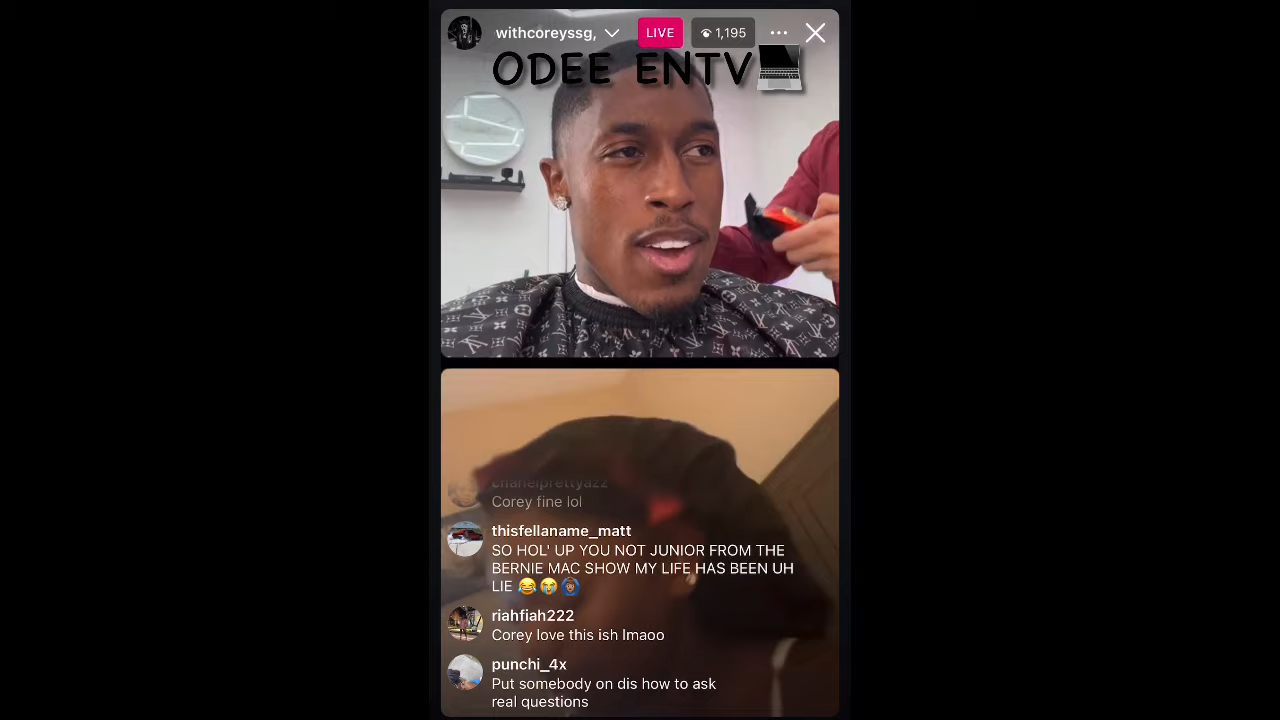 withcoreyssg,
LIVE
1,195
ODEE ENTV
chanelprettyazz
Corey fine lol
thisfellaname_matt
SO HOL' UP YOU NOT JUNIOR FROM THE
BERNIE MAC SHOW MY LIFE HAS BEEN UH
LIE 😂😭🙆🏾‍♂️
riahfiah222
Corey love this ish lmaoo
punchi_4x
Put somebody on dis how to ask
real questions